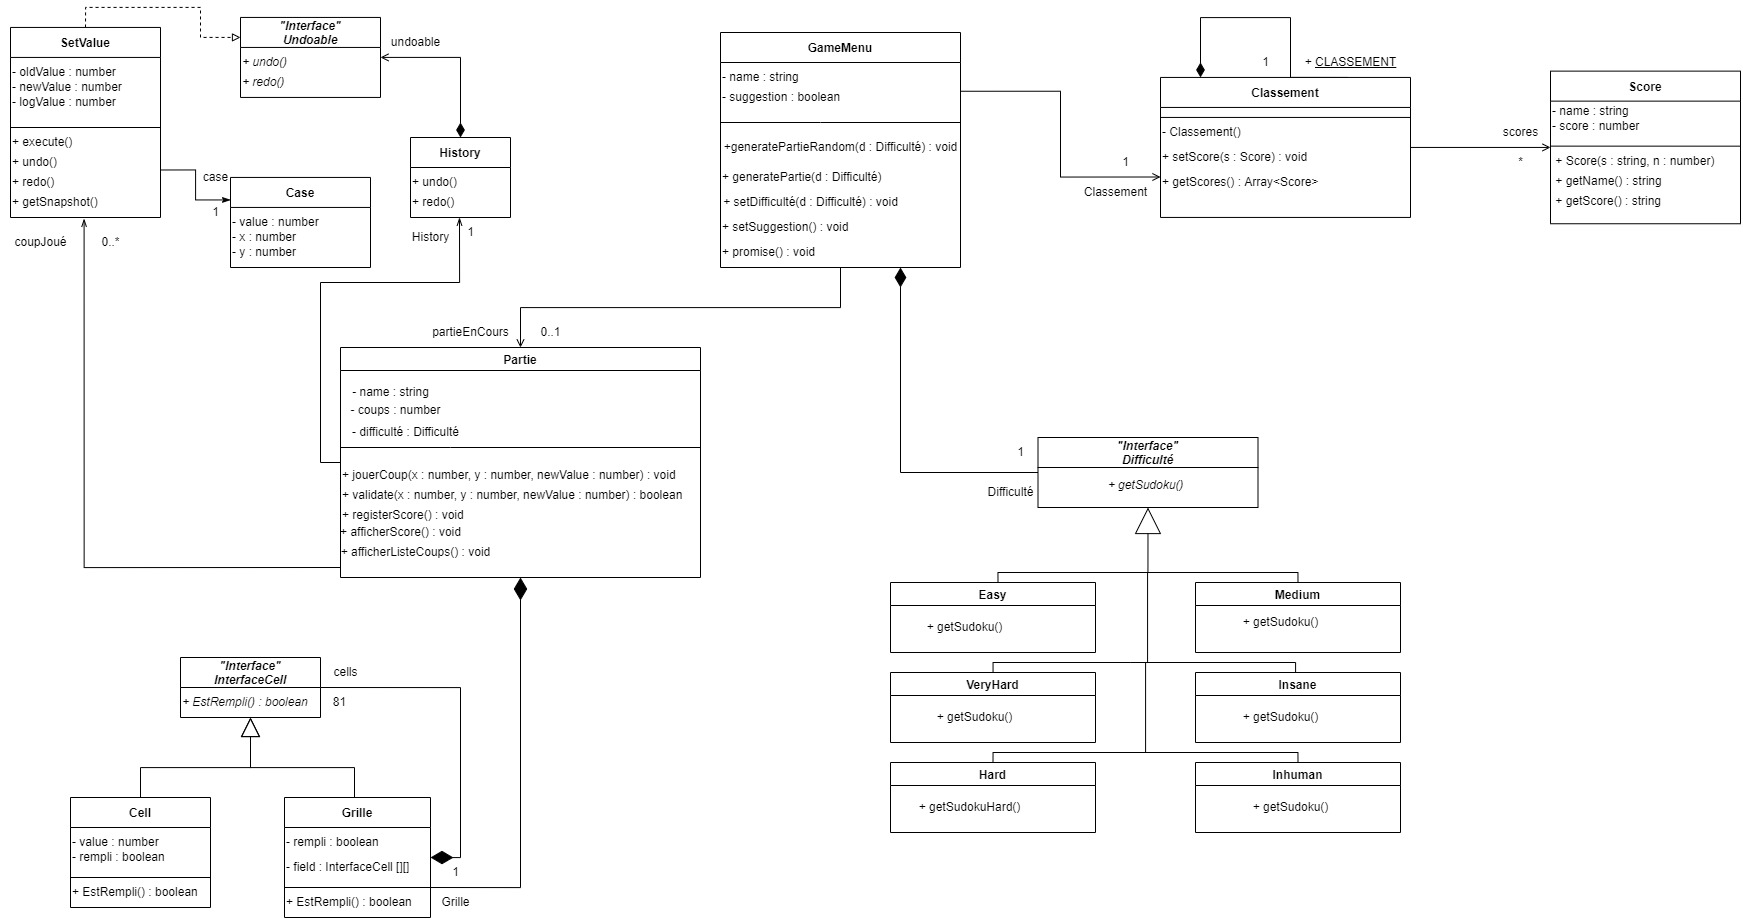 SetValue
- oldValue : number
- newValue : number
- logValue : number
+ execute()
+ undo()
+ redo()
+ getSnapshot()
"Interface"
Undoable
+ undo()
+ redo()
undoable
History
+ undo()
+ redo()
case
1
Case
- value : number
- x : number
- y : number
coupJoué
0..*
History
1
GameMenu
- name : string
- suggestion : boolean
+generatePartieRandom(d : Difficulté) : void
+ generatePartie(d : Difficulté)
+ setDifficulté(d : Difficulté) : void
+ setSuggestion() : void
+ promise() : void
1
Classement
1
+ CLASSEMENT
Classement
- Classement()
+ setScore(s : Score) : void
+ getScores() : Array<Score>
scores
*
Score
- name : string
- score : number
+ Score(s : string, n : number)
+ getName() : string
+ getScore() : string
partieEnCours
0..1
Partie
- name : string
- coups : number
- difficulté : Difficulté
+ jouerCoup(x : number, y : number, newValue : number) : void
+ validate(x : number, y : number, newValue : number) : boolean
+ registerScore() : void
+ afficherScore() : void
+ afficherListeCoups() : void
1
Difficulté
"Interface"
Difficulté
+ getSudoku()
Easy
+ getSudoku()
Medium
+ getSudoku()
VeryHard
+ getSudoku()
Insane
+ getSudoku()
Hard
+ getSudokuHard()
Inhuman
+ getSudoku()
"Interface"
InterfaceCell
+ EstRempli() : boolean
cells
81
Cell
- value : number
- rempli : boolean
+ EstRempli() : boolean
Grille
- rempli : boolean
- field : InterfaceCell [][]
+ EstRempli() : boolean
1
Grille